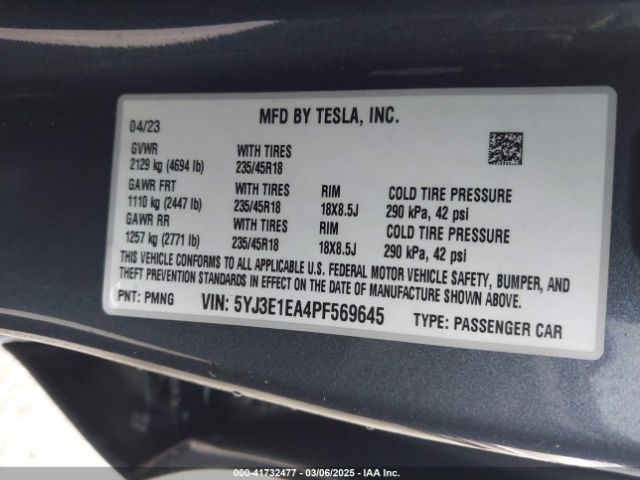 MFD BY TESLA, INC.
04/23
GVWR WITH TIRES
2129 kg (4694 lb) 235/45R18
GAWR FRT WITH TIRES RIM COLD TIRE PRESSURE
1110 kg (2447 lb) 235/45R18 18X8.5J 290 kPa, 42 psi
GAWR RR WITH TIRES RIM COLD TIRE PRESSURE
1257 kg (2771 lb) 235/45R18 18X8.5J 290 kPa, 42 psi
THIS VEHICLE CONFORMS TO ALL APPLICABLE U.S. FEDERAL MOTOR VEHICLE SAFETY, BUMPER, AND
THEFT PREVENTION STANDARDS IN EFFECT ON THE DATE OF MANUFACTURE SHOWN ABOVE.
PNT: PMNG VIN: 5YJ3E1EA4PF569645 TYPE: PASSENGER CAR
000-41732477 — 03/06/2025 — IAA Inc.